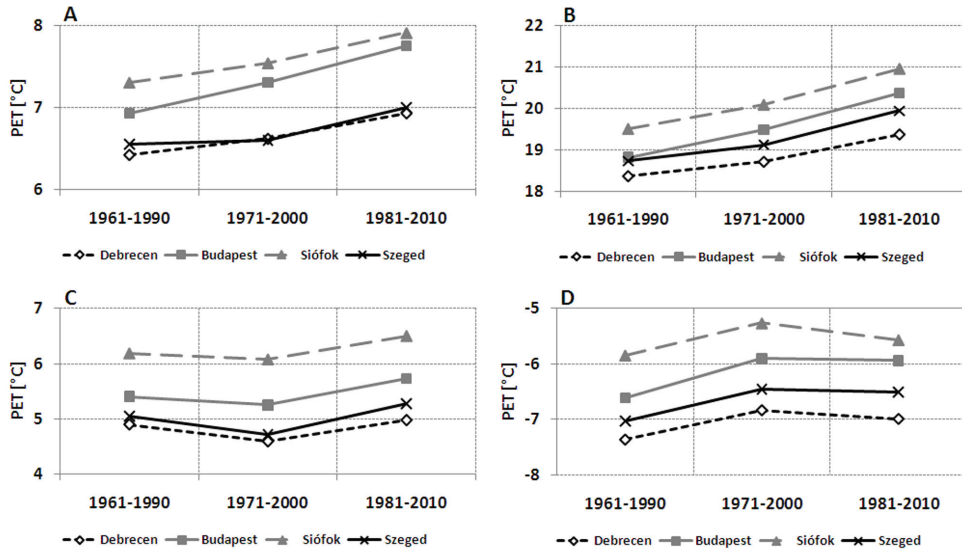 A
PET [°C]
8
7
6
1961-1990 1971-2000 1981-2010
Debrecen Budapest Siófok Szeged
B
PET [°C]
22
21
20
19
18
1961-1990 1971-2000 1981-2010
Debrecen Budapest Siófok Szeged
C
PET [°C]
7
6
5
4
1961-1990 1971-2000 1981-2010
Debrecen Budapest Siófok Szeged
D
PET [°C]
-5
-6
-7
-8
1961-1990 1971-2000 1981-2010
Debrecen Budapest Siófok Szeged